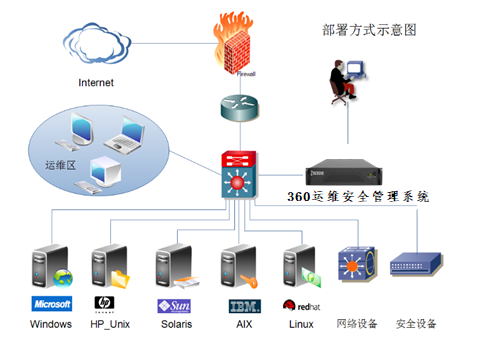 部署方式示意图
Internet
Firewall
运维区
360运维安全管理系统
Microsoft
hp
invent
Sun
microsystems
IBM
redhat
Windows
HP_Unix
Solaris
AIX
Linux
网络设备
安全设备